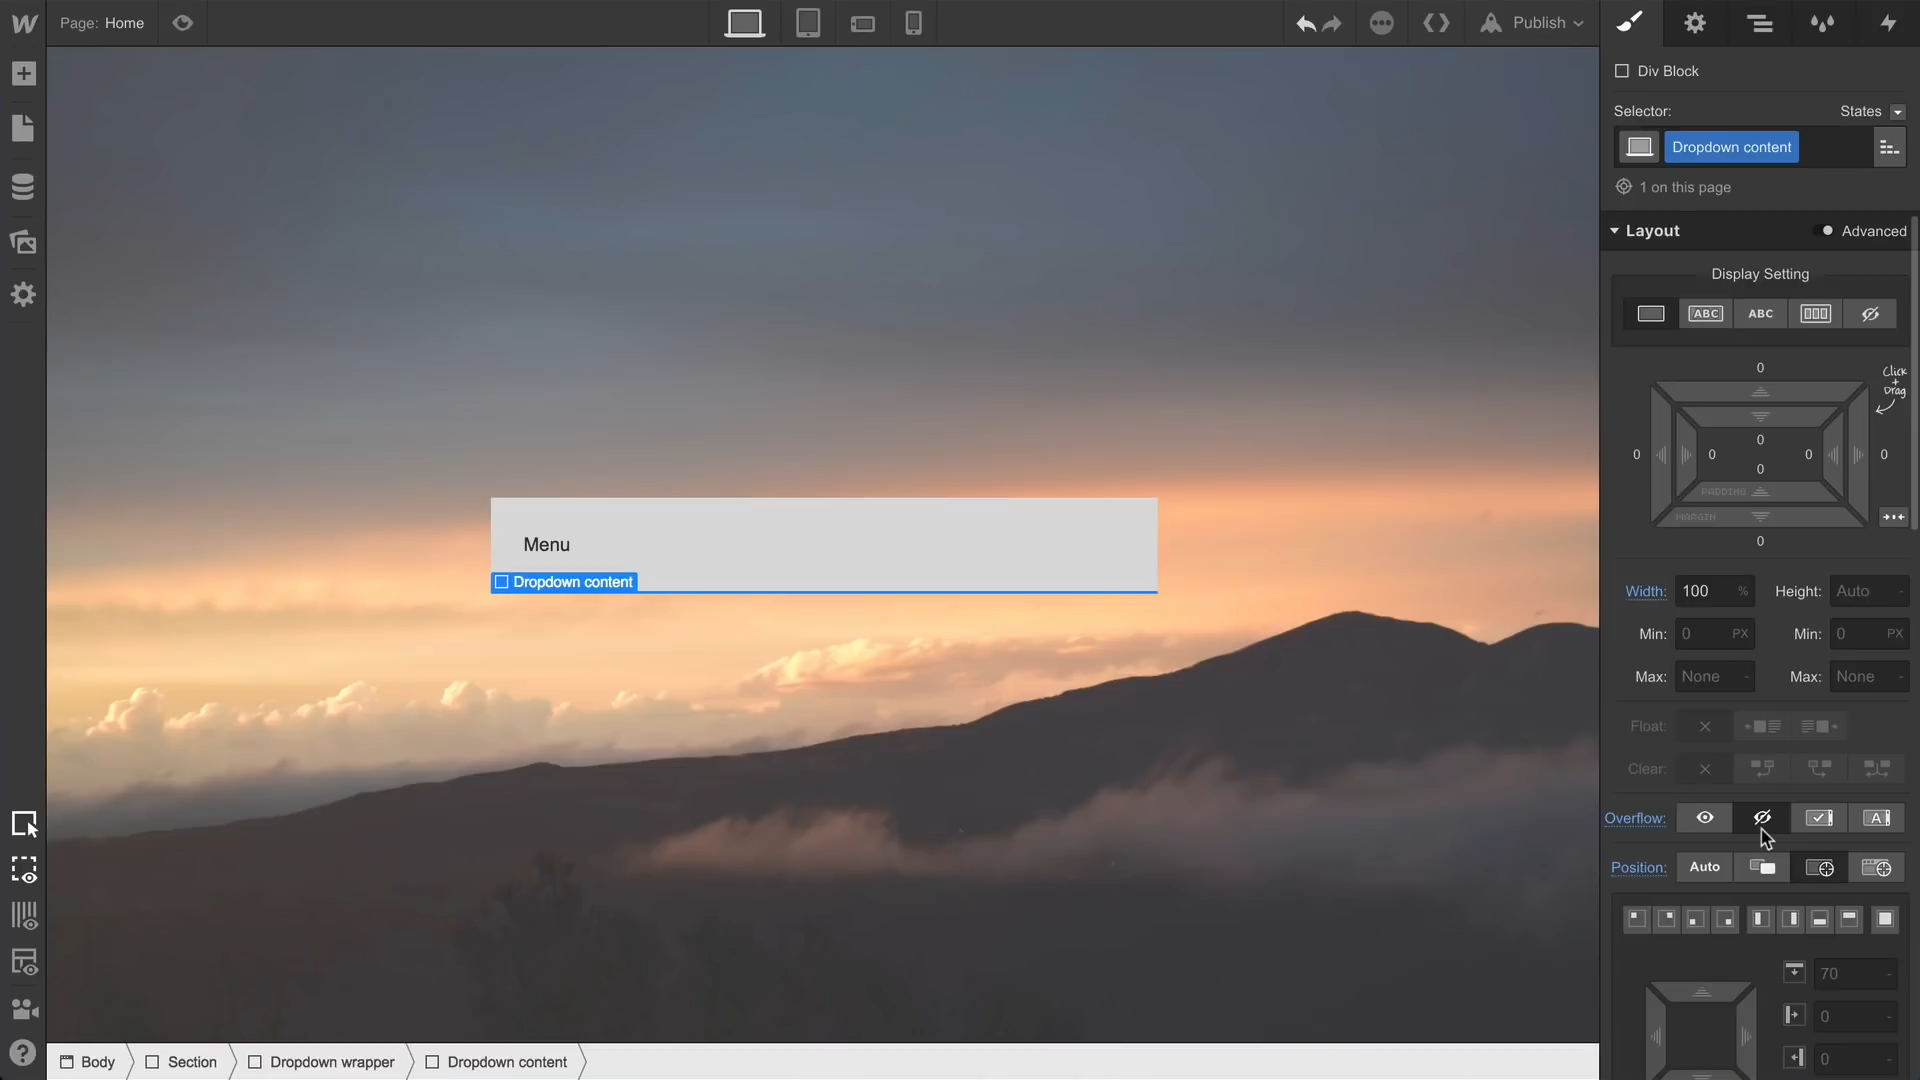 Page: Home
Publish
Div Block
Selector:
States
Dropdown content
1 on this page
Layout
Advanced
Display Setting
ABC
ABC
0
Click
+
Drag
0
0
0
0
0
0
PADDING
MARGIN
0
Width: 100 %
Height: Auto -
Min: 0 PX
Min: 0 PX
Max: None -
Max: None -
Float:
Clear:
Overflow:
A
Position: Auto
70 -
0 -
0 -
Menu
Dropdown content
Body
Section
Dropdown wrapper
Dropdown content